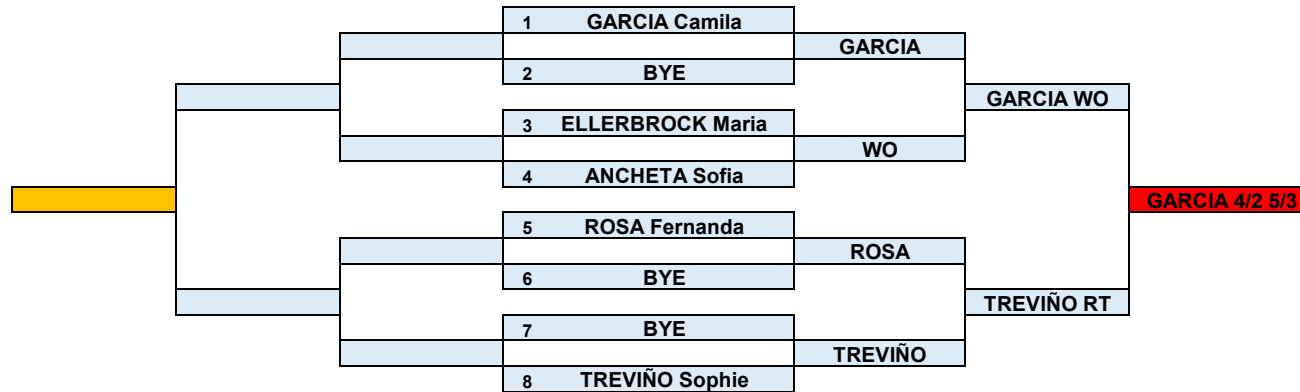 1 GARCIA Camila
GARCIA
2 BYE
GARCIA WO
3 ELLERBROCK Maria
WO
4 ANCHETA Sofia
GARCIA 4/2 5/3
5 ROSA Fernanda
ROSA
6 BYE
TREVIÑO RT
7 BYE
TREVIÑO
8 TREVIÑO Sophie